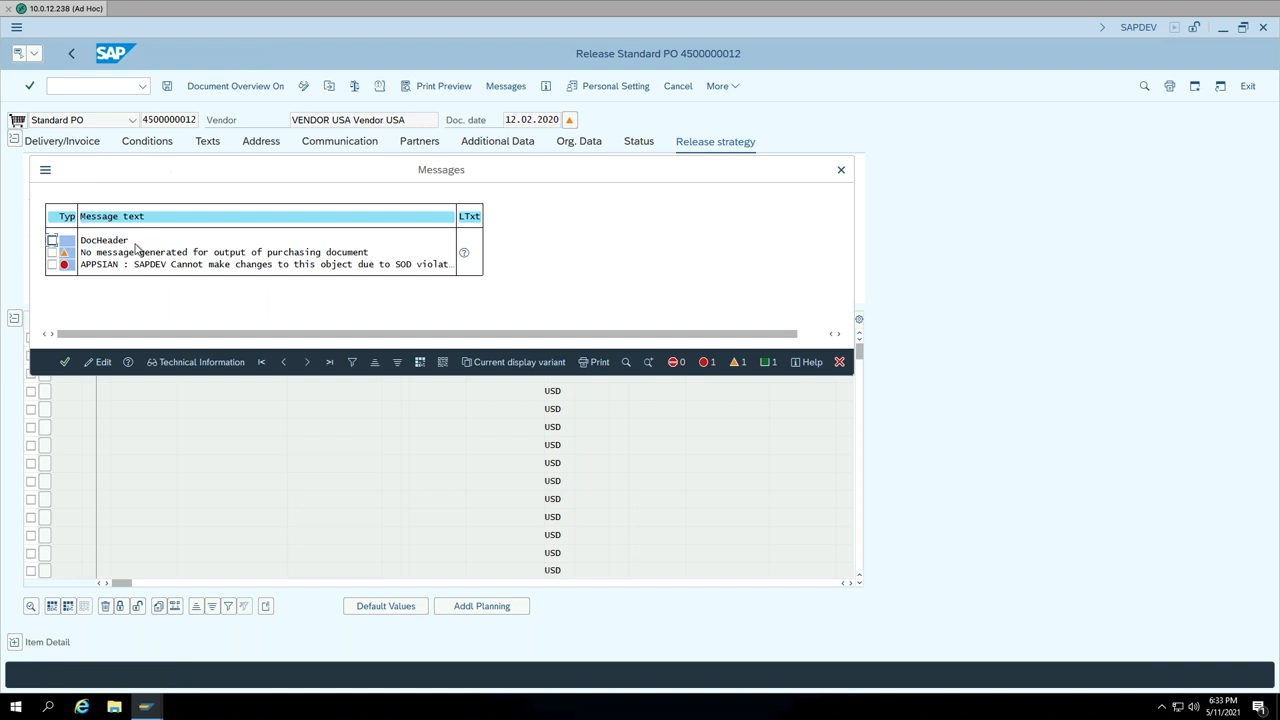 10.0.12.238 (Ad Hoc)
SAPDEV
SAP
Release Standard PO 4500000012
Document Overview On
Print Preview
Messages
Personal Setting
Cancel
More
Exit
Standard PO
4500000012
Vendor
VENDOR USA Vendor USA
Doc. date
12.02.2020
Delivery/Invoice
Conditions
Texts
Address
Communication
Partners
Additional Data
Org. Data
Status
Release strategy
Messages
Typ Message text LTxt
DocHeader
No message generated for output of purchasing document
APPSIAN : SAPDEV Cannot make changes to this object due to SOD violat…
Edit
Technical Information
Current display variant
Print
0
1
1
1
Help
USD
USD
USD
USD
USD
USD
USD
USD
USD
USD
USD
Default Values
Addl Planning
Item Detail
6:33 PM
5/11/2021